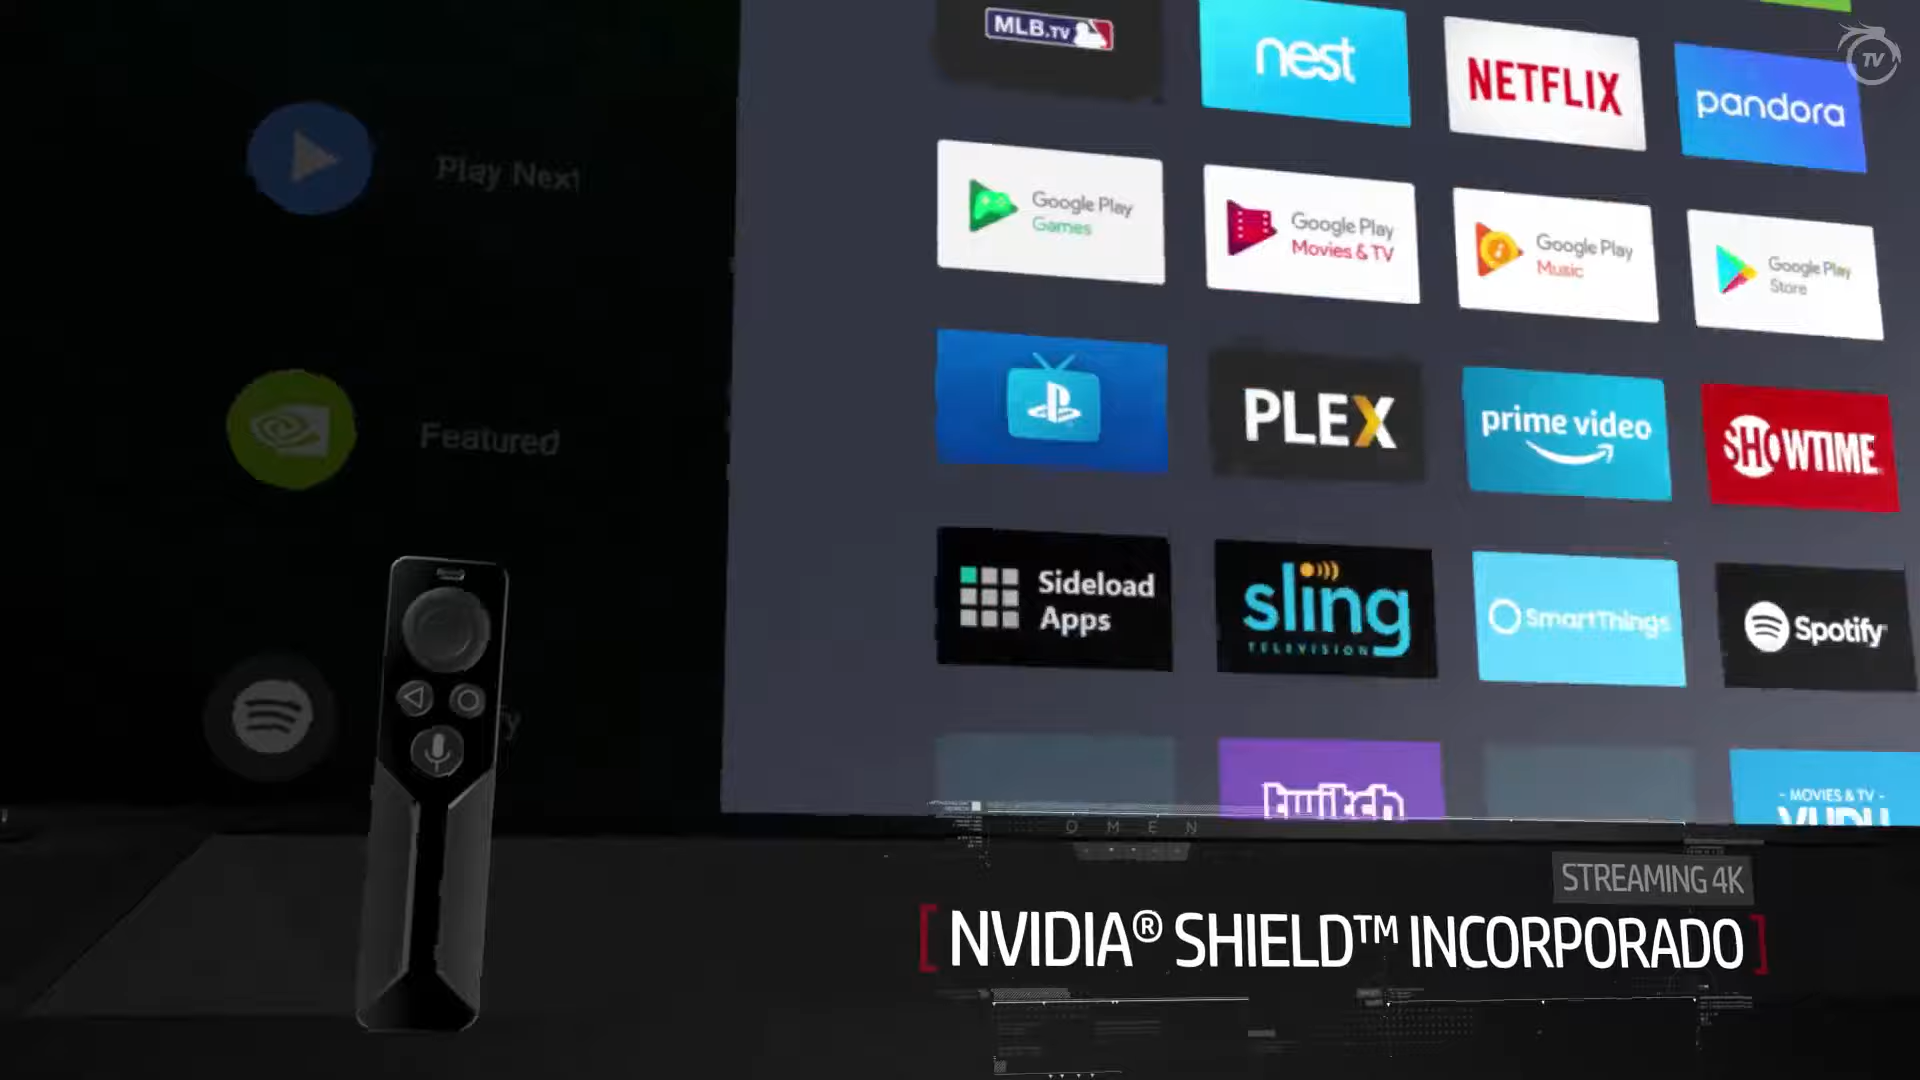 TV
MLB.TV
nest
NETFLIX
pandora
Play Next
Google Play
Games
Google Play
Movies & TV
Google Play
Music
Google Play
Store
Featured
PLEX
prime video
SHOWTIME
Sideload
Apps
sling
TELEVISION
SmartThings
Spotify
twitch
- MOVIES & TV -
VUDU
OMEN
STREAMING 4K
[NVIDIA® SHIELD™ INCORPORADO]